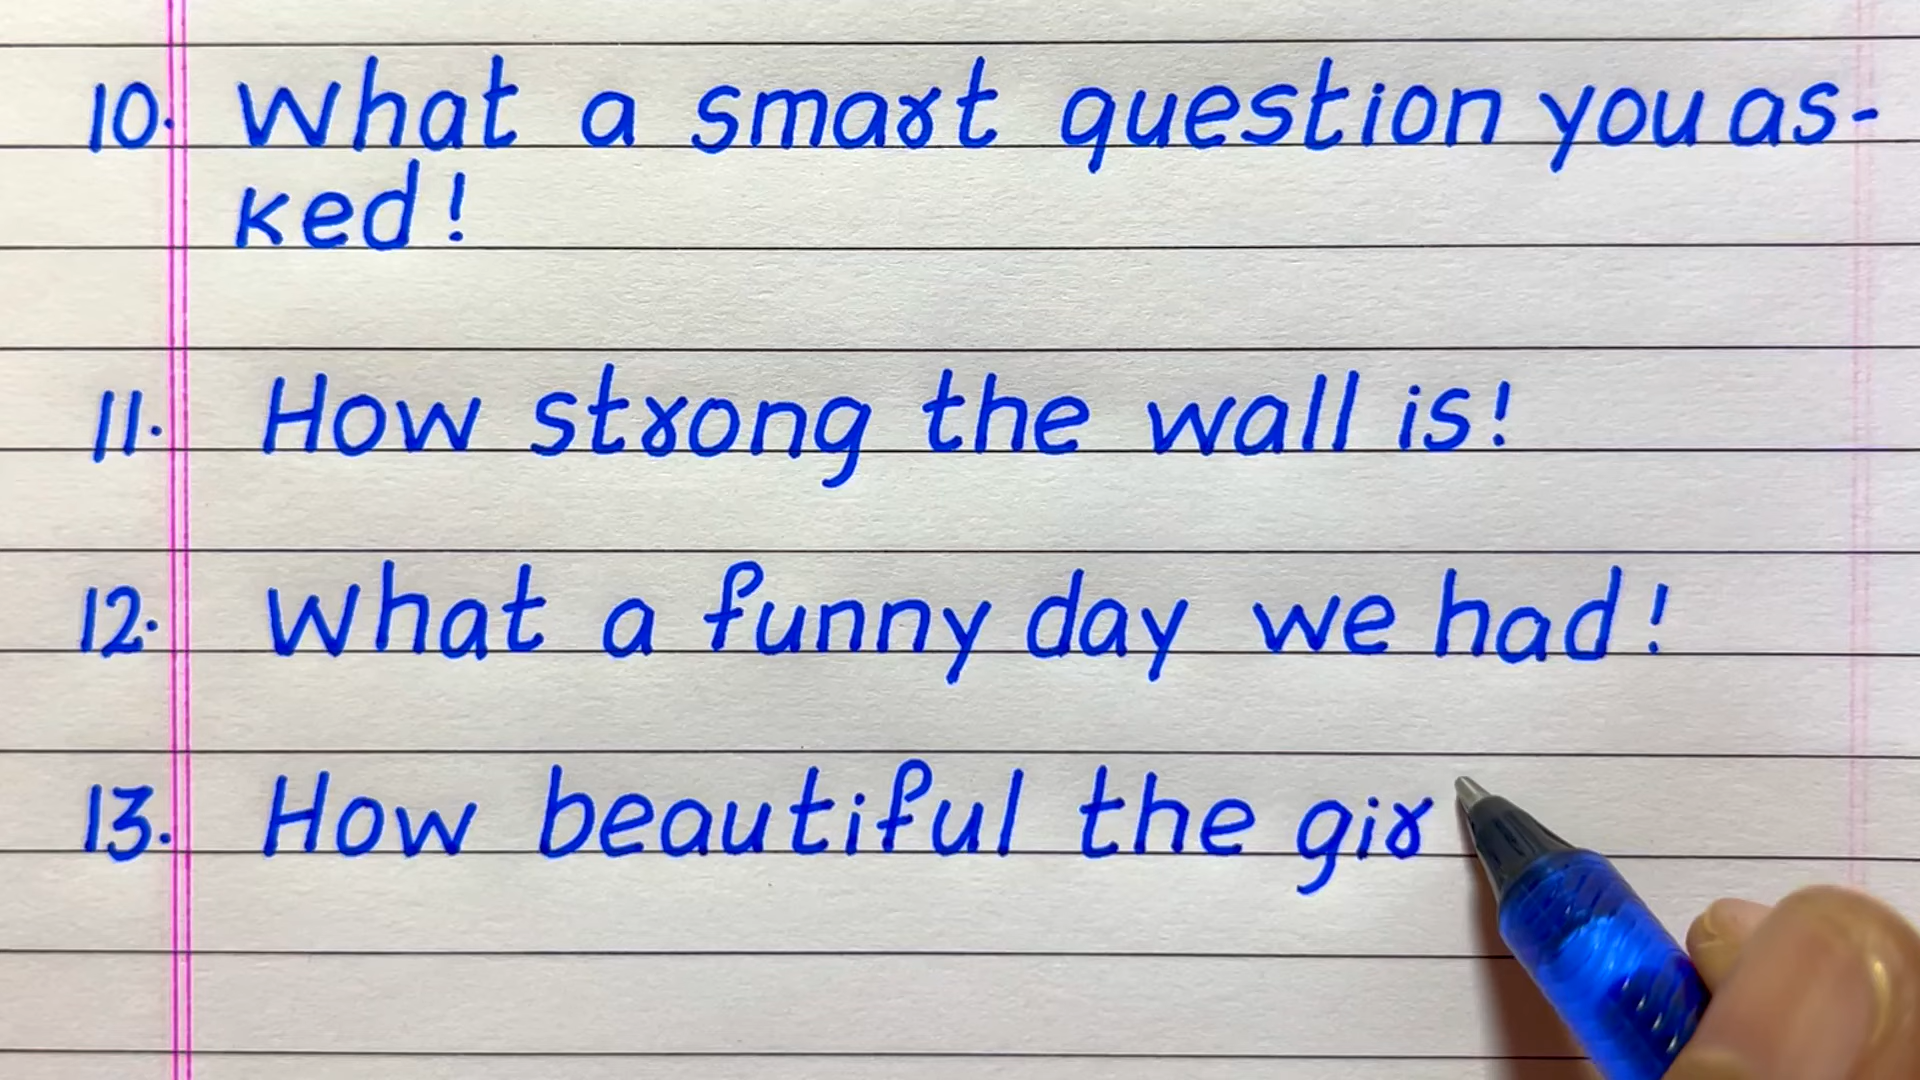 10. What a smart question you as-
ked!
11. How strong the wall is!
12. What a funny day we had!
13. How beautiful the gir